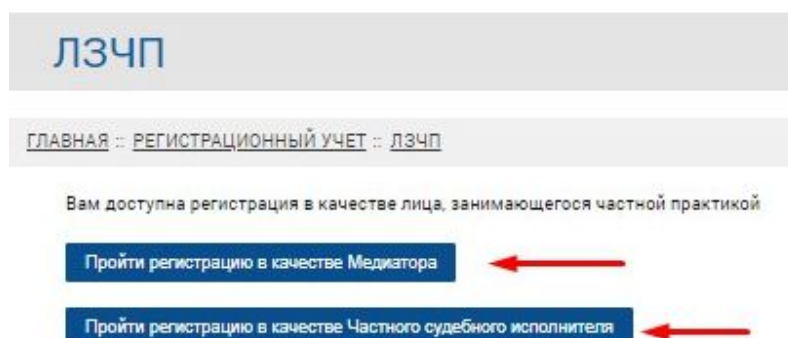 ЛЗЧП
ГЛАВНАЯ :: РЕГИСТРАЦИОННЫЙ УЧЕТ :: ЛЗЧП
Вам доступна регистрация в качестве лица, занимающегося частной практикой
Пройти регистрацию в качестве Медиатора
Пройти регистрацию в качестве Частного судебного исполнителя